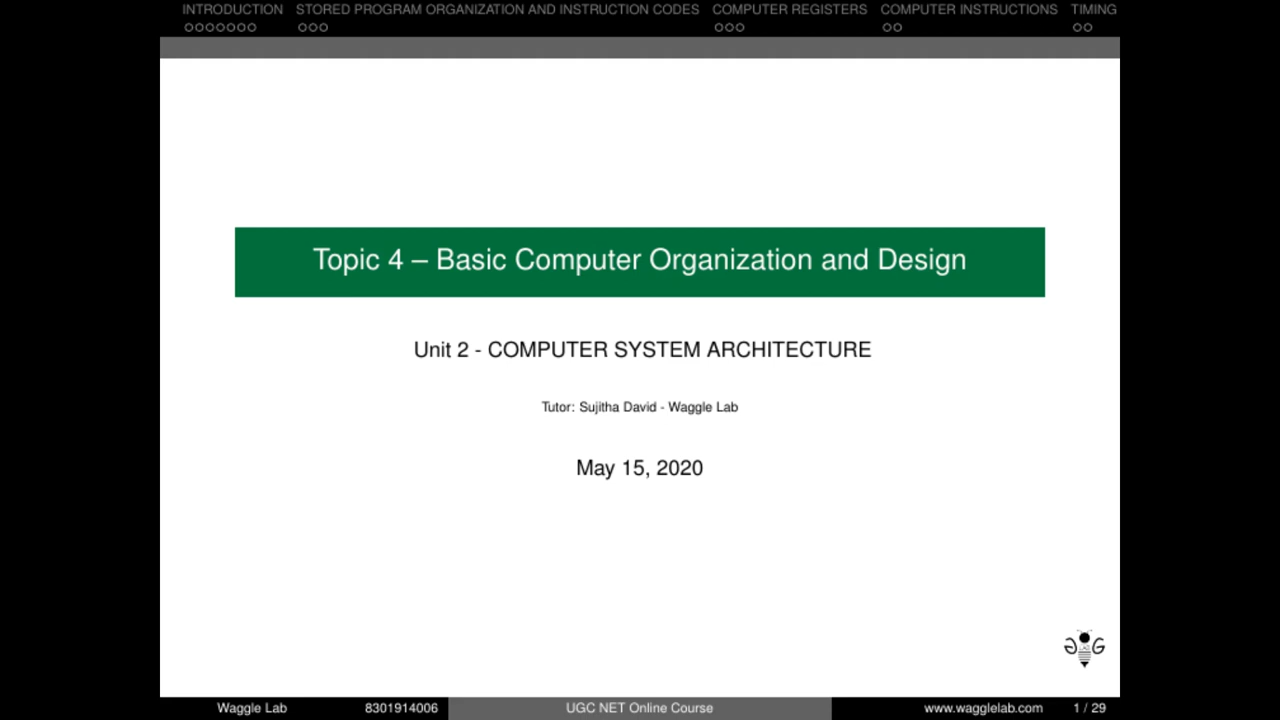 INTRODUCTION STORED PROGRAM ORGANIZATION AND INSTRUCTION CODES COMPUTER REGISTERS COMPUTER INSTRUCTIONS TIMING
Topic 4 – Basic Computer Organization and Design
Unit 2 - COMPUTER SYSTEM ARCHITECTURE
Tutor: Sujitha David - Waggle Lab
May 15, 2020
Waggle Lab 8301914006 UGC NET Online Course www.wagglelab.com 1 / 29